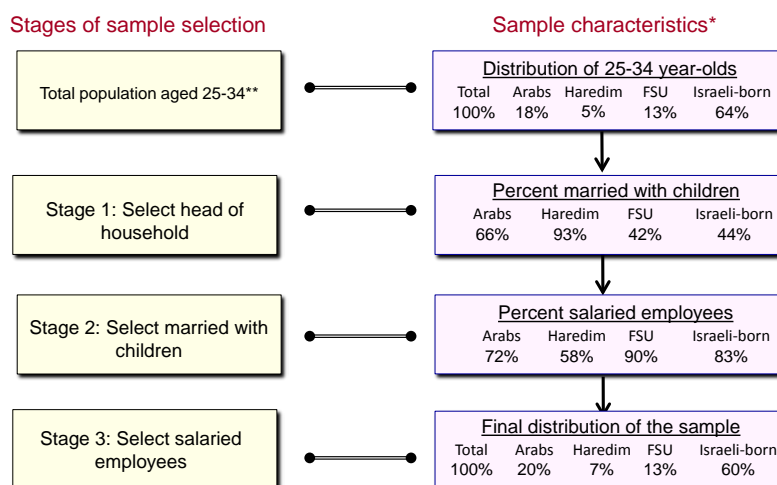 Stages of sample selection
Sample characteristics*
Total population aged 25-34**
Distribution of 25-34 year-olds
Total Arabs Haredim FSU Israeli-born
100% 18% 5% 13% 64%
Stage 1: Select head of
household
Percent married with children
Arabs Haredim FSU Israeli-born
66% 93% 42% 44%
Stage 2: Select married with
children
Percent salaried employees
Arabs Haredim FSU Israeli-born
72% 58% 90% 83%
Stage 3: Select salaried
employees
Final distribution of the sample
Total Arabs Haredim FSU Israeli-born
100% 20% 7% 13% 60%